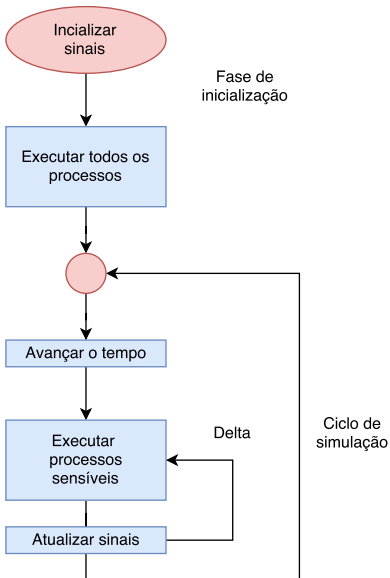 Incializar
sinais
Fase de
inicialização
Executar todos os
processos
Avançar o tempo
Executar
processos
sensíveis
Delta
Ciclo de
simulação
Atualizar sinais